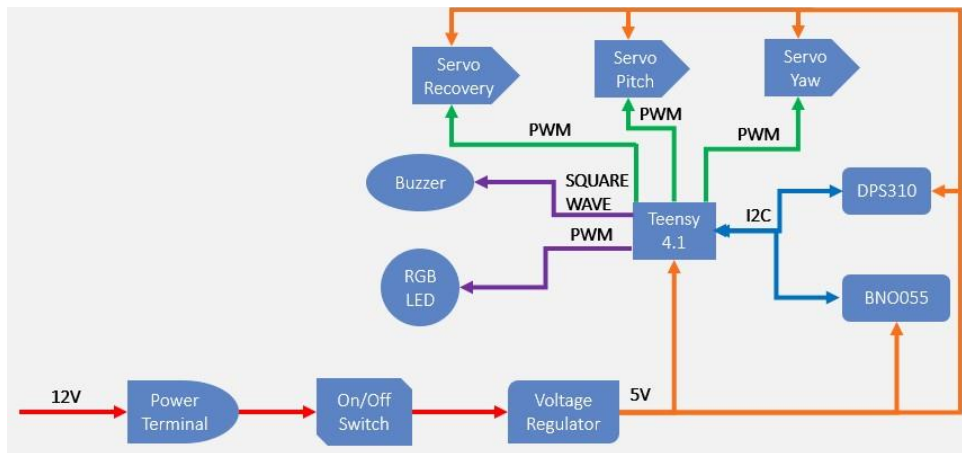 Servo
Recovery
Servo
Pitch
Servo
Yaw
PWM
PWM
PWM
Buzzer
SQUARE
WAVE
PWM
Teensy
4.1
I2C
DPS310
RGB
LED
BNO055
12V
Power
Terminal
On/Off
Switch
Voltage
Regulator
5V